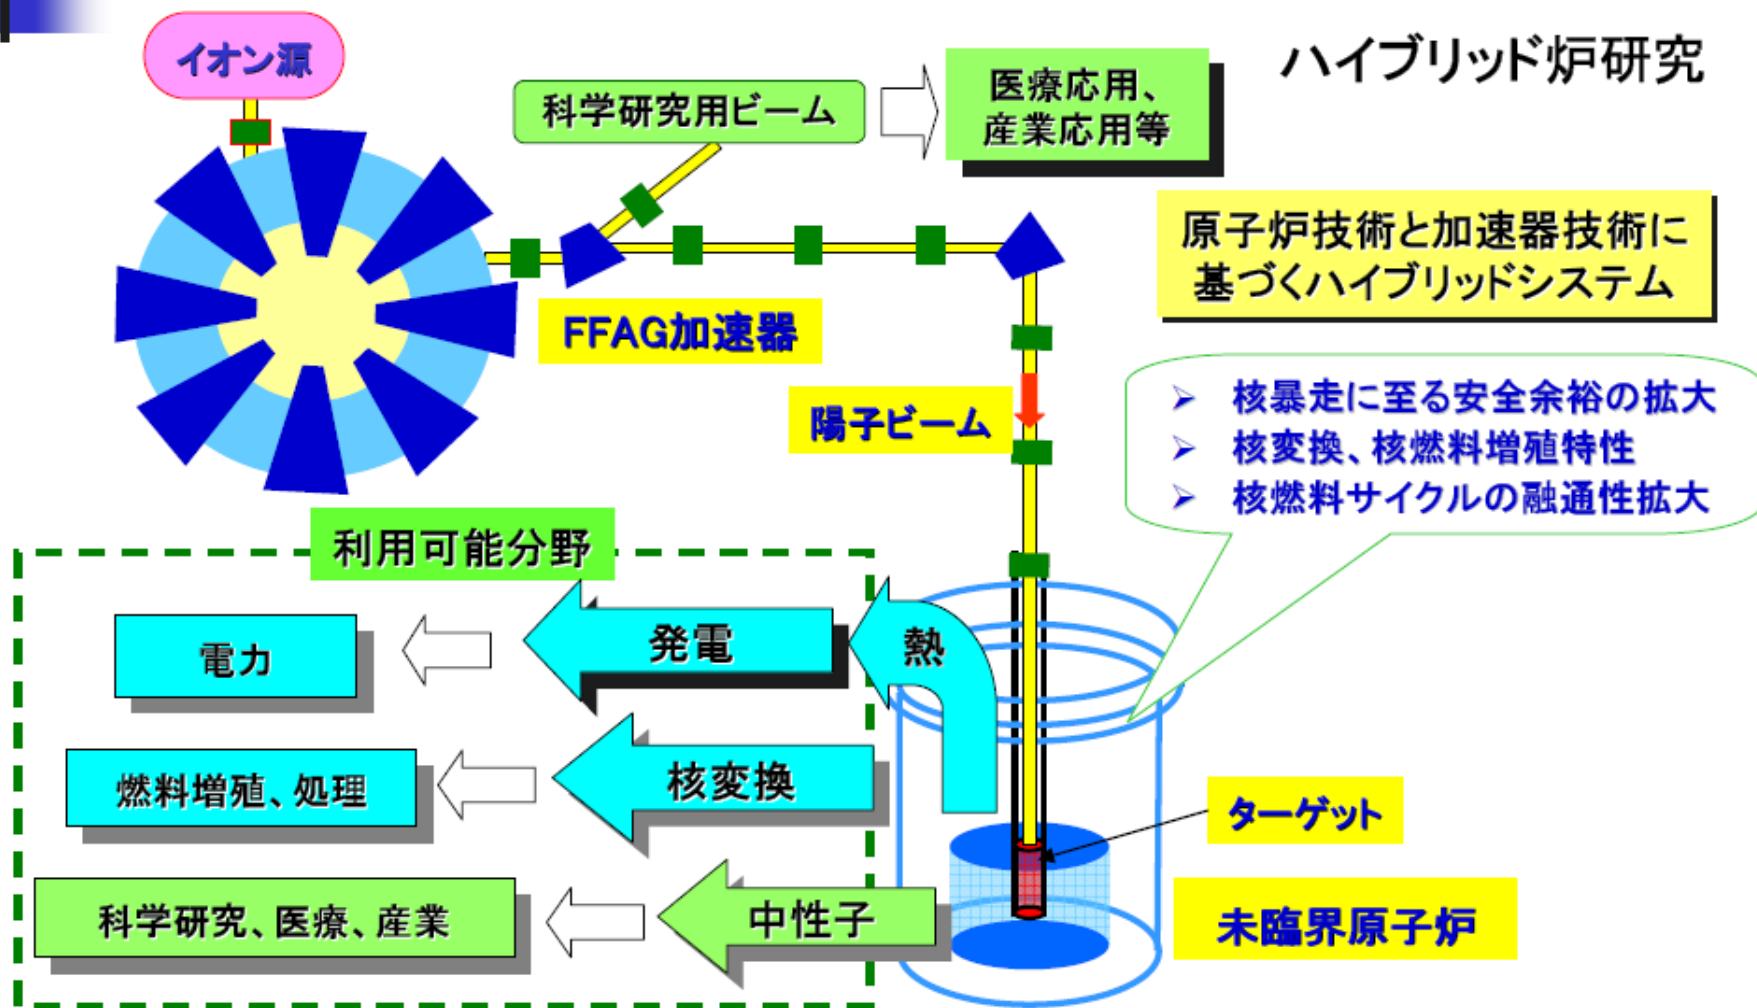 ハイブリッド炉研究
イオン源
科学研究用ビーム
医療応用、
産業応用等
原子炉技術と加速器技術に
基づくハイブリッドシステム
FFAG加速器
陽子ビーム
➢ 核暴走に至る安全余裕の拡大
➢ 核変換、核燃料増殖特性
➢ 核燃料サイクルの融通性拡大
利用可能分野
電力
発電
熱
燃料増殖、処理
核変換
ターゲット
科学研究、医療、産業
中性子
未臨界原子炉